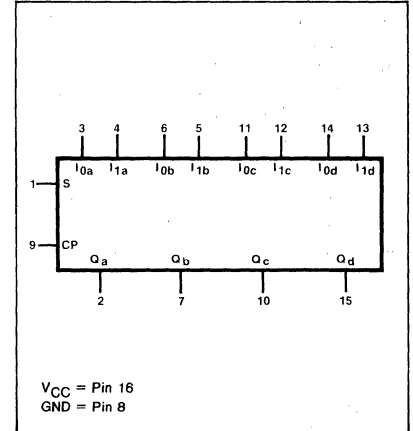 3 4 6 5 11 12 14 13
I0a I1a I0b I1b I0c I1c I0d I1d
1 S
9 CP
Qa Qb Qc Qd
2 7 10 15
VCC = Pin 16
GND = Pin 8